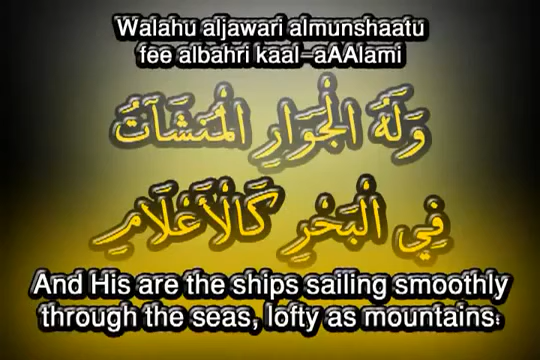 Walahu aljawari almunshaatu
fee albahri kaal-aAAlami
وَلَهُ الْجَوَارِ الْمُنشَآتُ
فِي الْبَحْرِ كَالْأَعْلَامِ
And His are the ships sailing smoothly
through the seas, lofty as mountains: